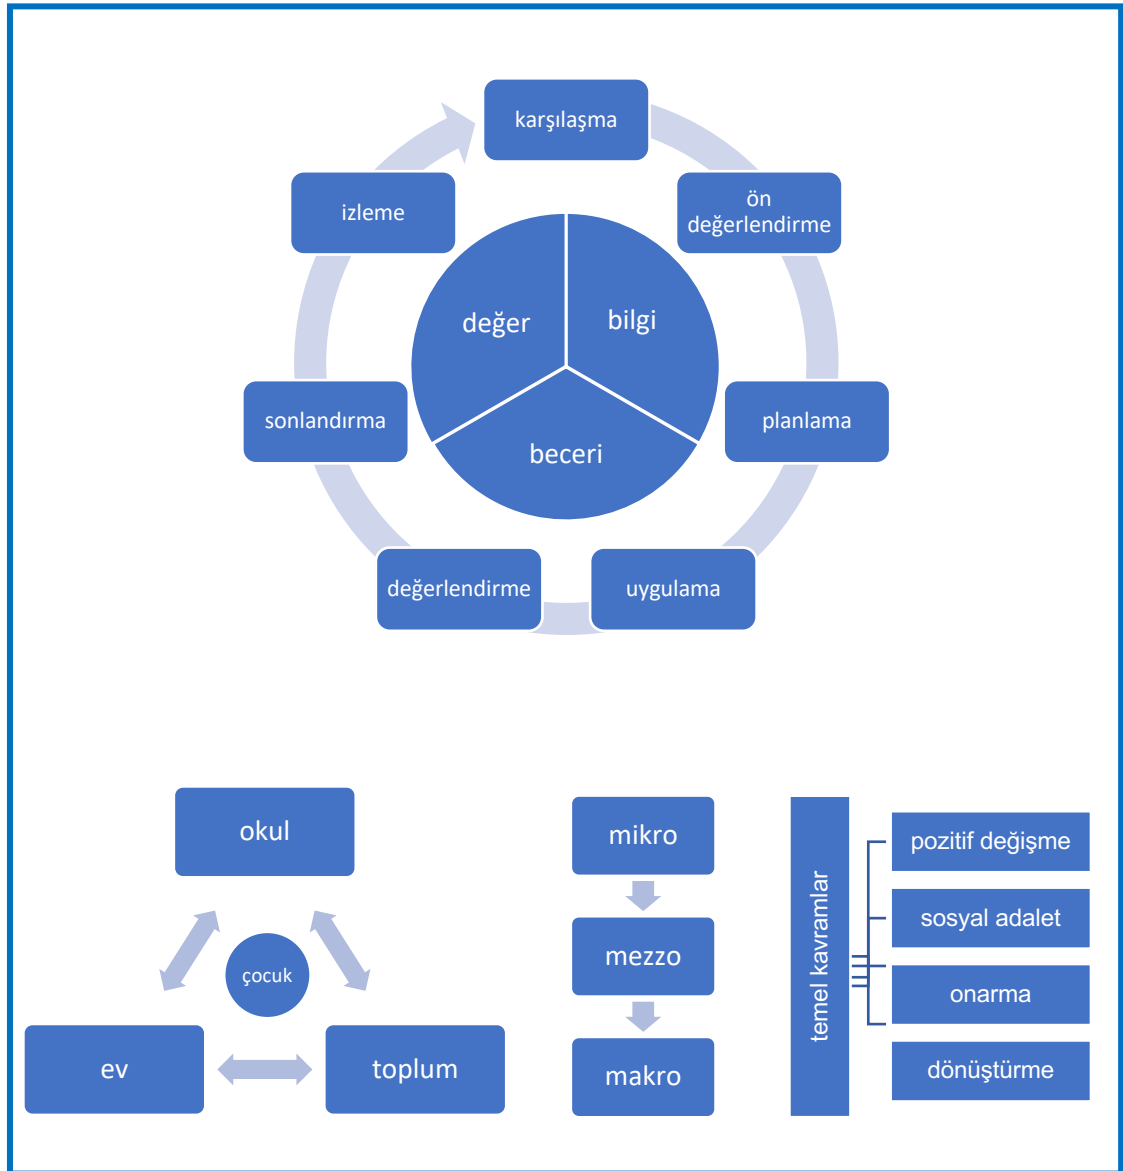 karşılaşma
ön
değerlendirme
planlama
uygulama
değerlendirme
sonlandırma
izleme
değer
bilgi
beceri
okul
çocuk
ev
toplum
mikro
mezzo
makro
temel kavramlar
pozitif değişme
sosyal adalet
onarma
dönüştürme